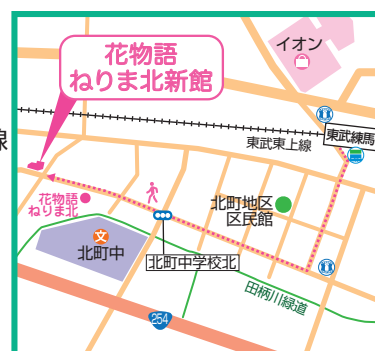 花物語
ねりま北新館
イオン
線
東武東上線
東武練馬
花物語
ねりま北
北町地区
区民館
文
北町中
北町中学校北
田柄川緑道
254